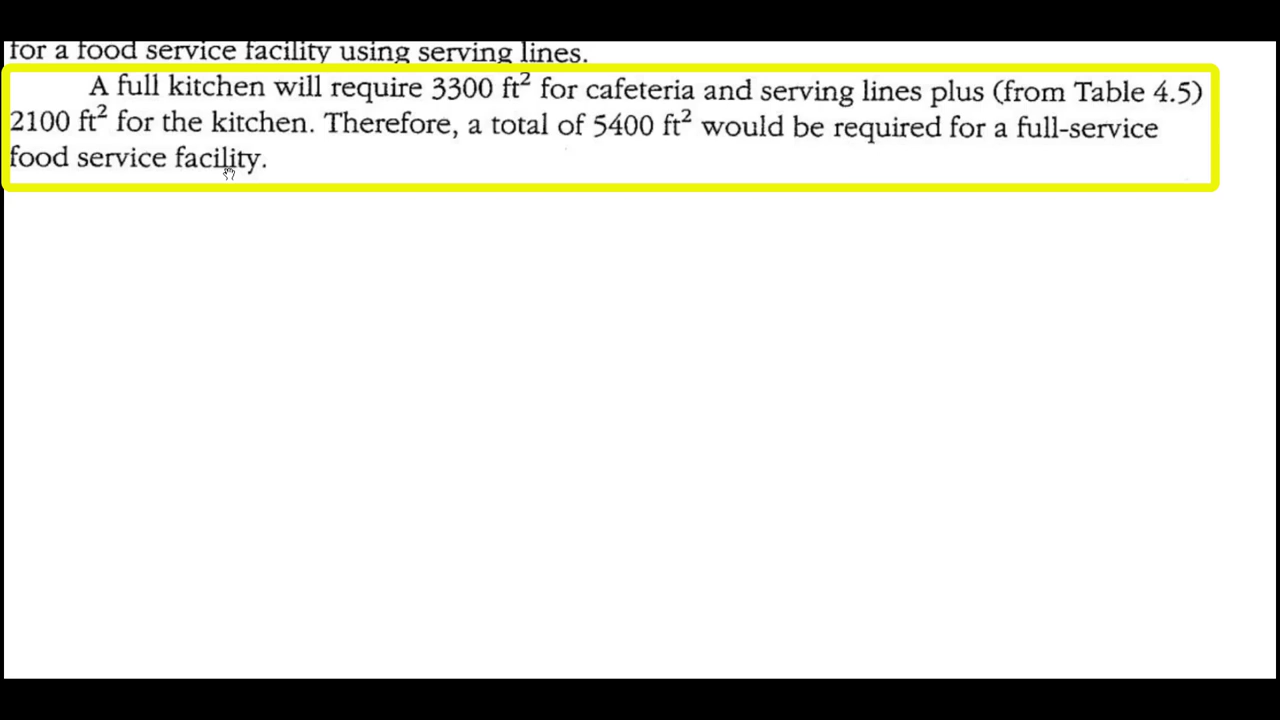 for a food service facility using serving lines.
A full kitchen will require 3300 ft² for cafeteria and serving lines plus (from Table 4.5)
2100 ft² for the kitchen. Therefore, a total of 5400 ft² would be required for a full-service
food service facility.